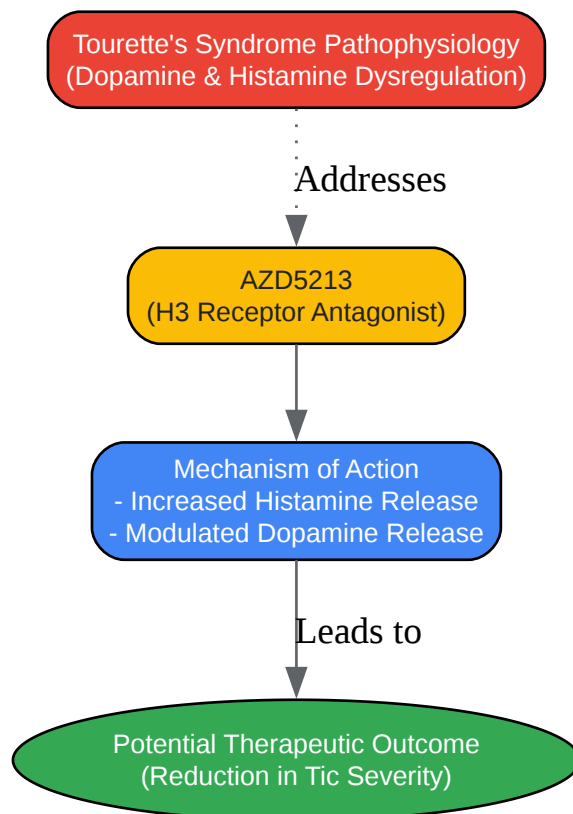 Tourette's Syndrome Pathophysiology
(Dopamine & Histamine Dysregulation)
Addresses
AZD5213
(H3 Receptor Antagonist)
Mechanism of Action
- Increased Histamine Release
- Modulated Dopamine Release
Leads to
Potential Therapeutic Outcome
(Reduction in Tic Severity)